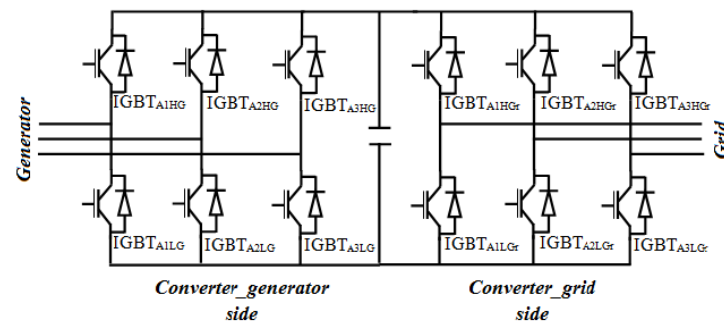 IGBTA1HG IGBTA2HG IGBTA3HG IGBTA1HGr IGBTA2HGr IGBTA3HGr
Generator
Grid
IGBTA1LG IGBTA2LG IGBTA3LG IGBTA1LGr IGBTA2LGr IGBTA3LGr
Converter_generator
side
Converter_grid
side